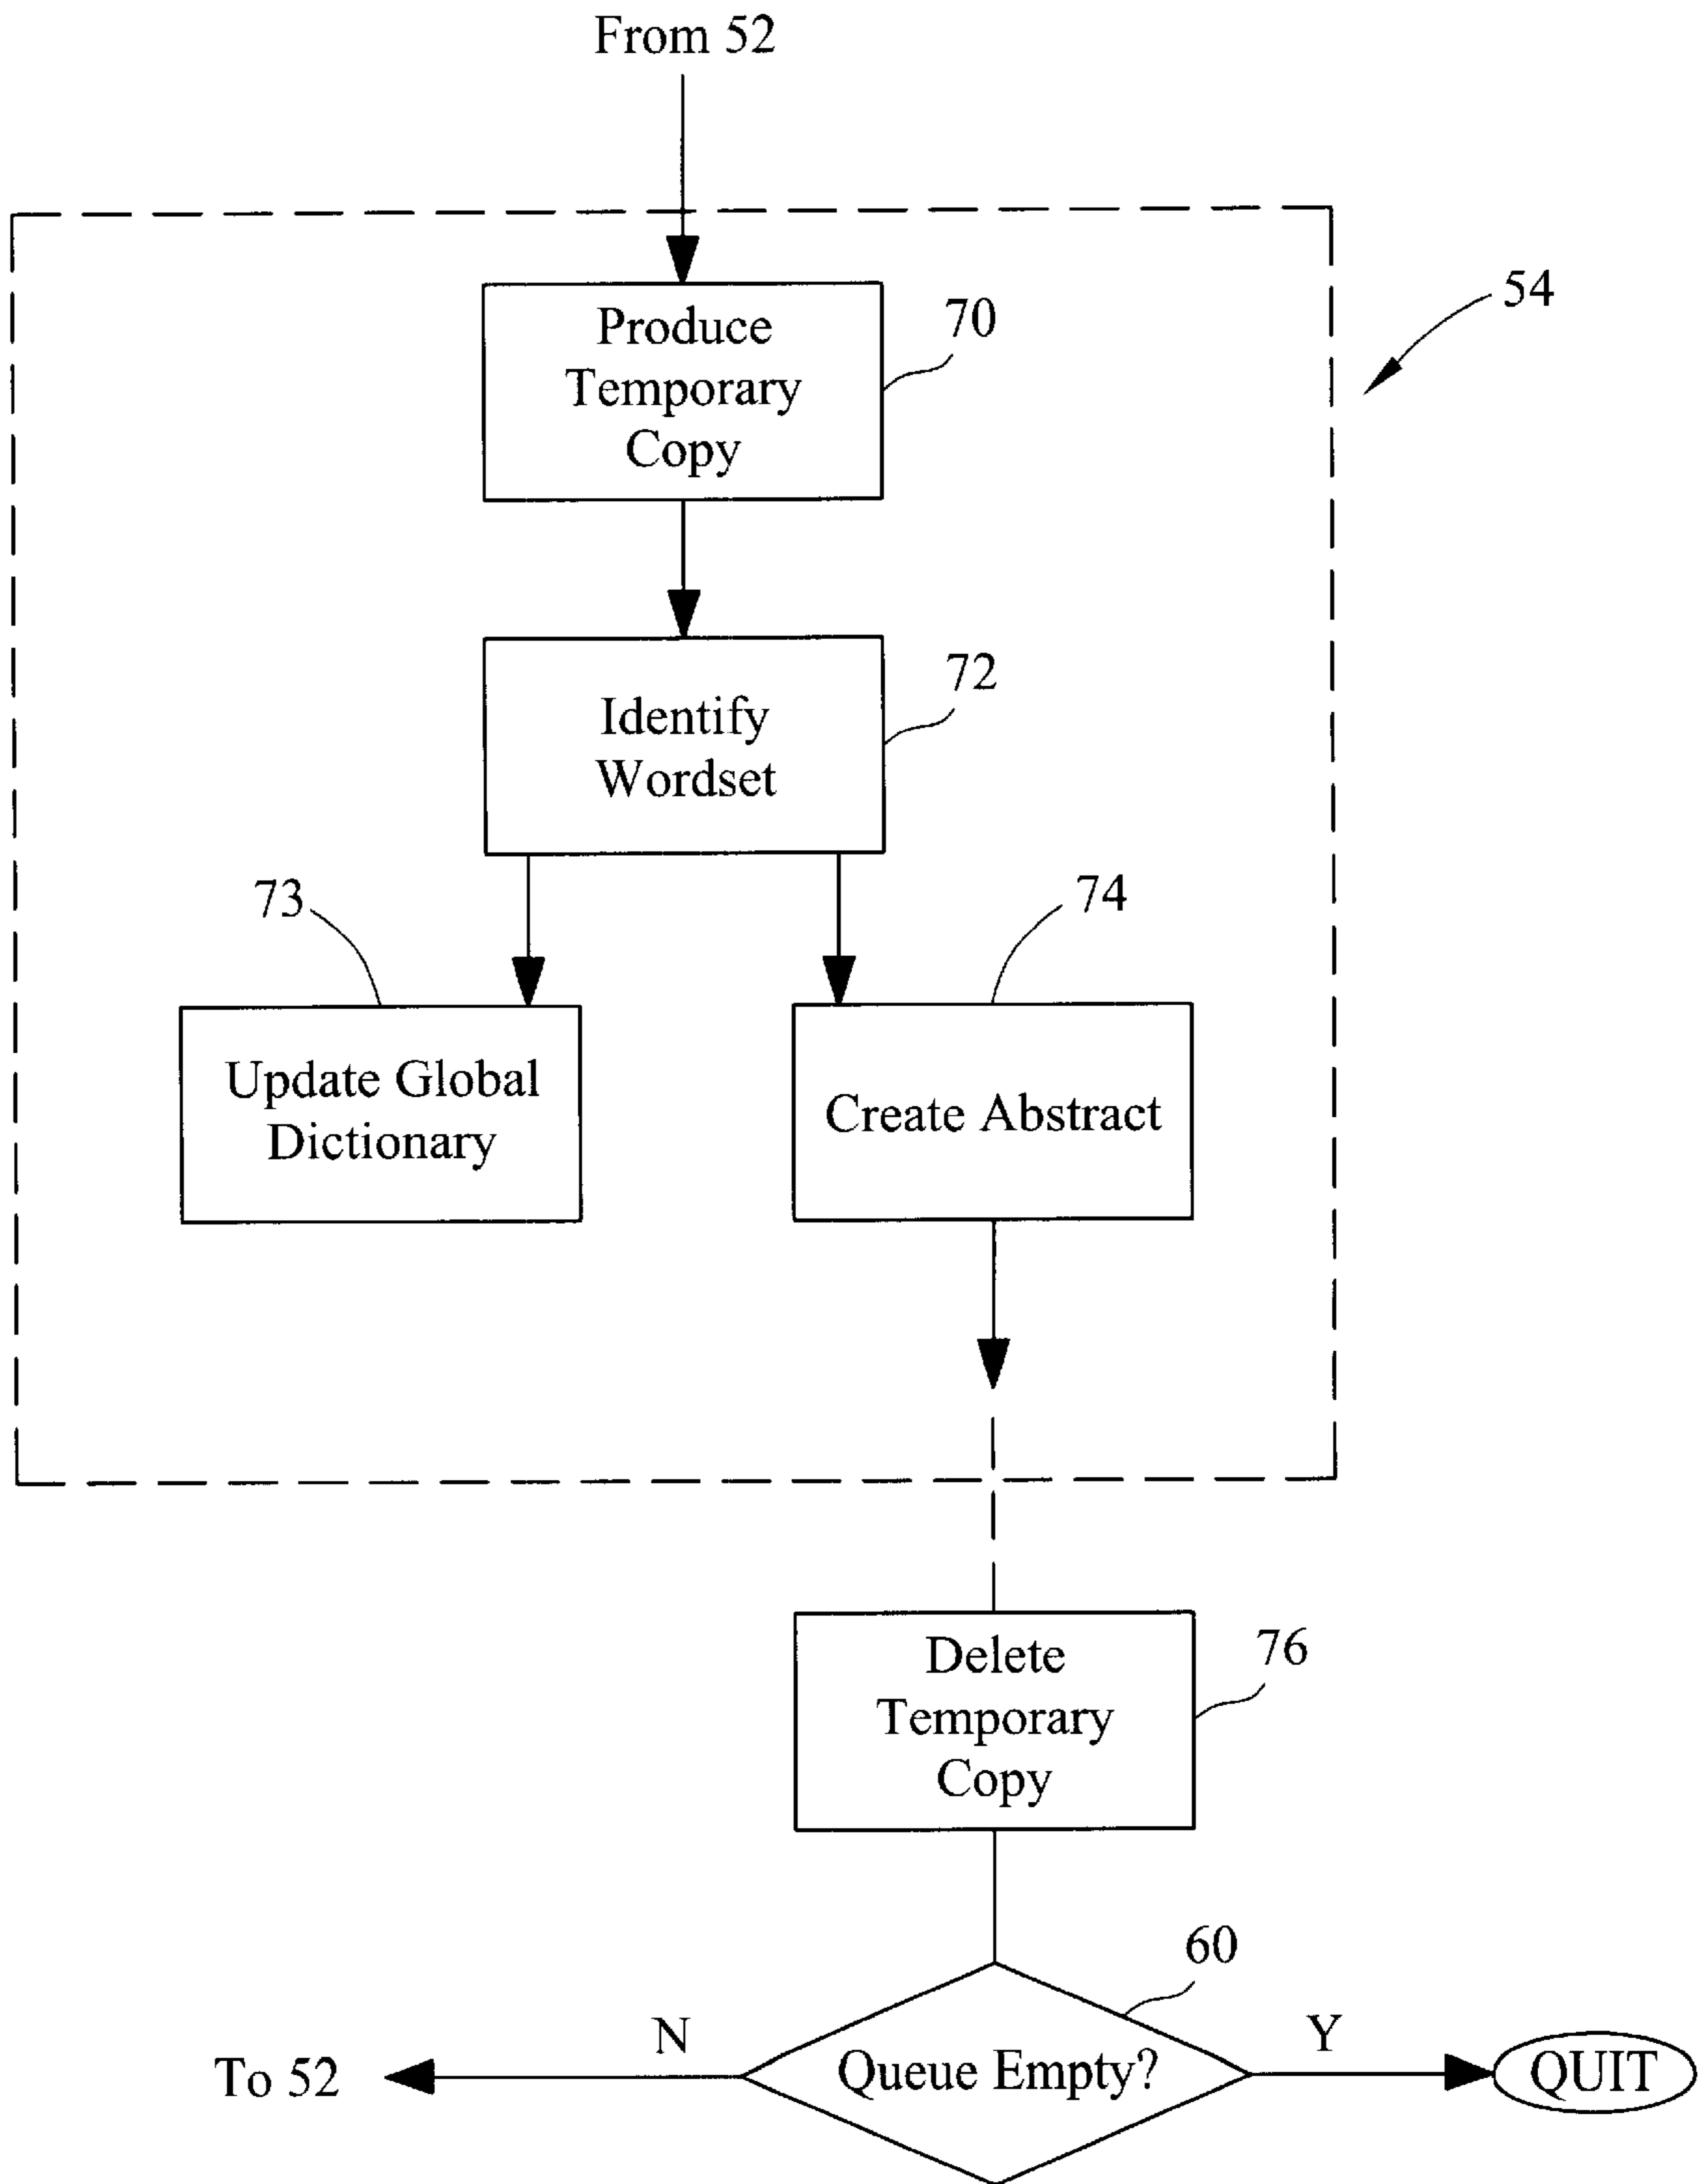 From 52
54
Produce
Temporary
Copy
70
Identify
Wordset
72
73
74
Update Global
Dictionary
Create Abstract
Delete
Temporary
Copy
76
60
N
Y
To 52
Queue Empty?
QUIT